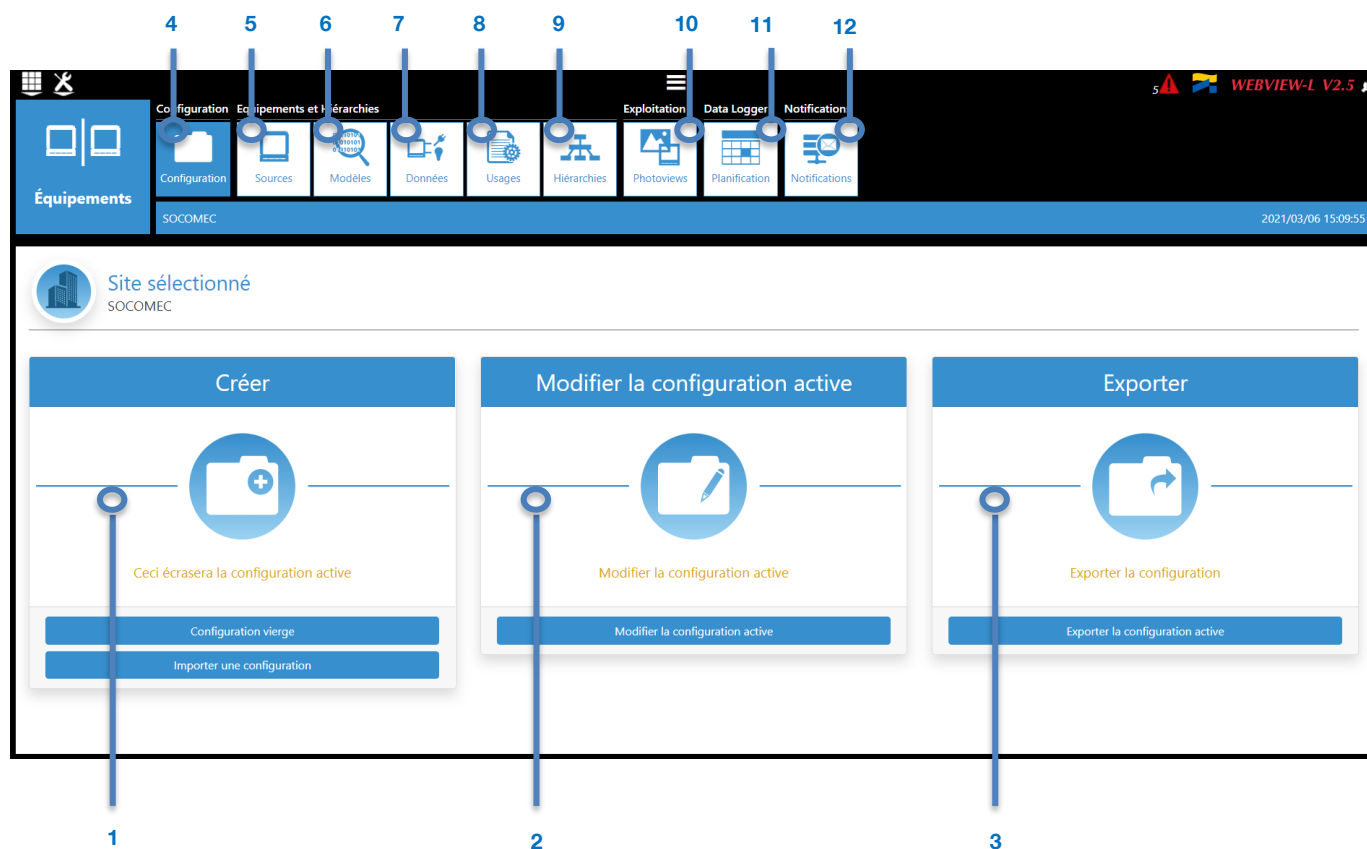 4 5 6 7 8 9 10 11 12
5 WEBVIEW-L V2.5
Configuration Equipements et Hiérarchies Exploitation Data Logger Notifications
Configuration Sources Modèles Données Usages Hiérarchies Photoviews Planification Notifications
Équipements
SOCOMEC 2021/03/06 15:09:55
Site sélectionné
SOCOMEC
Créer Modifier la configuration active Exporter
Ceci écrasera la configuration active Modifier la configuration active Exporter la configuration
Configuration vierge Modifier la configuration active Exporter la configuration active
Importer une configuration
1 2 3